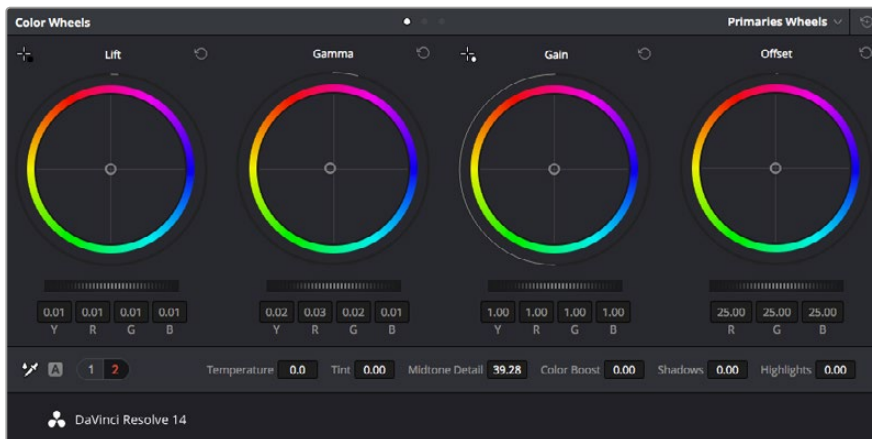 Color Wheels Primaries Wheels
Lift Gamma Gain Offset
0.01 0.01 0.01 0.01 0.02 0.03 0.02 0.01 1.00 1.00 1.00 1.00 25.00 25.00 25.00
Y R G B Y R G B Y R G B R G B
A 1 2 Temperature 0.0 Tint 0.00 Midtone Detail 39.28 Color Boost 0.00 Shadows 0.00 Highlights 0.00
DaVinci Resolve 14